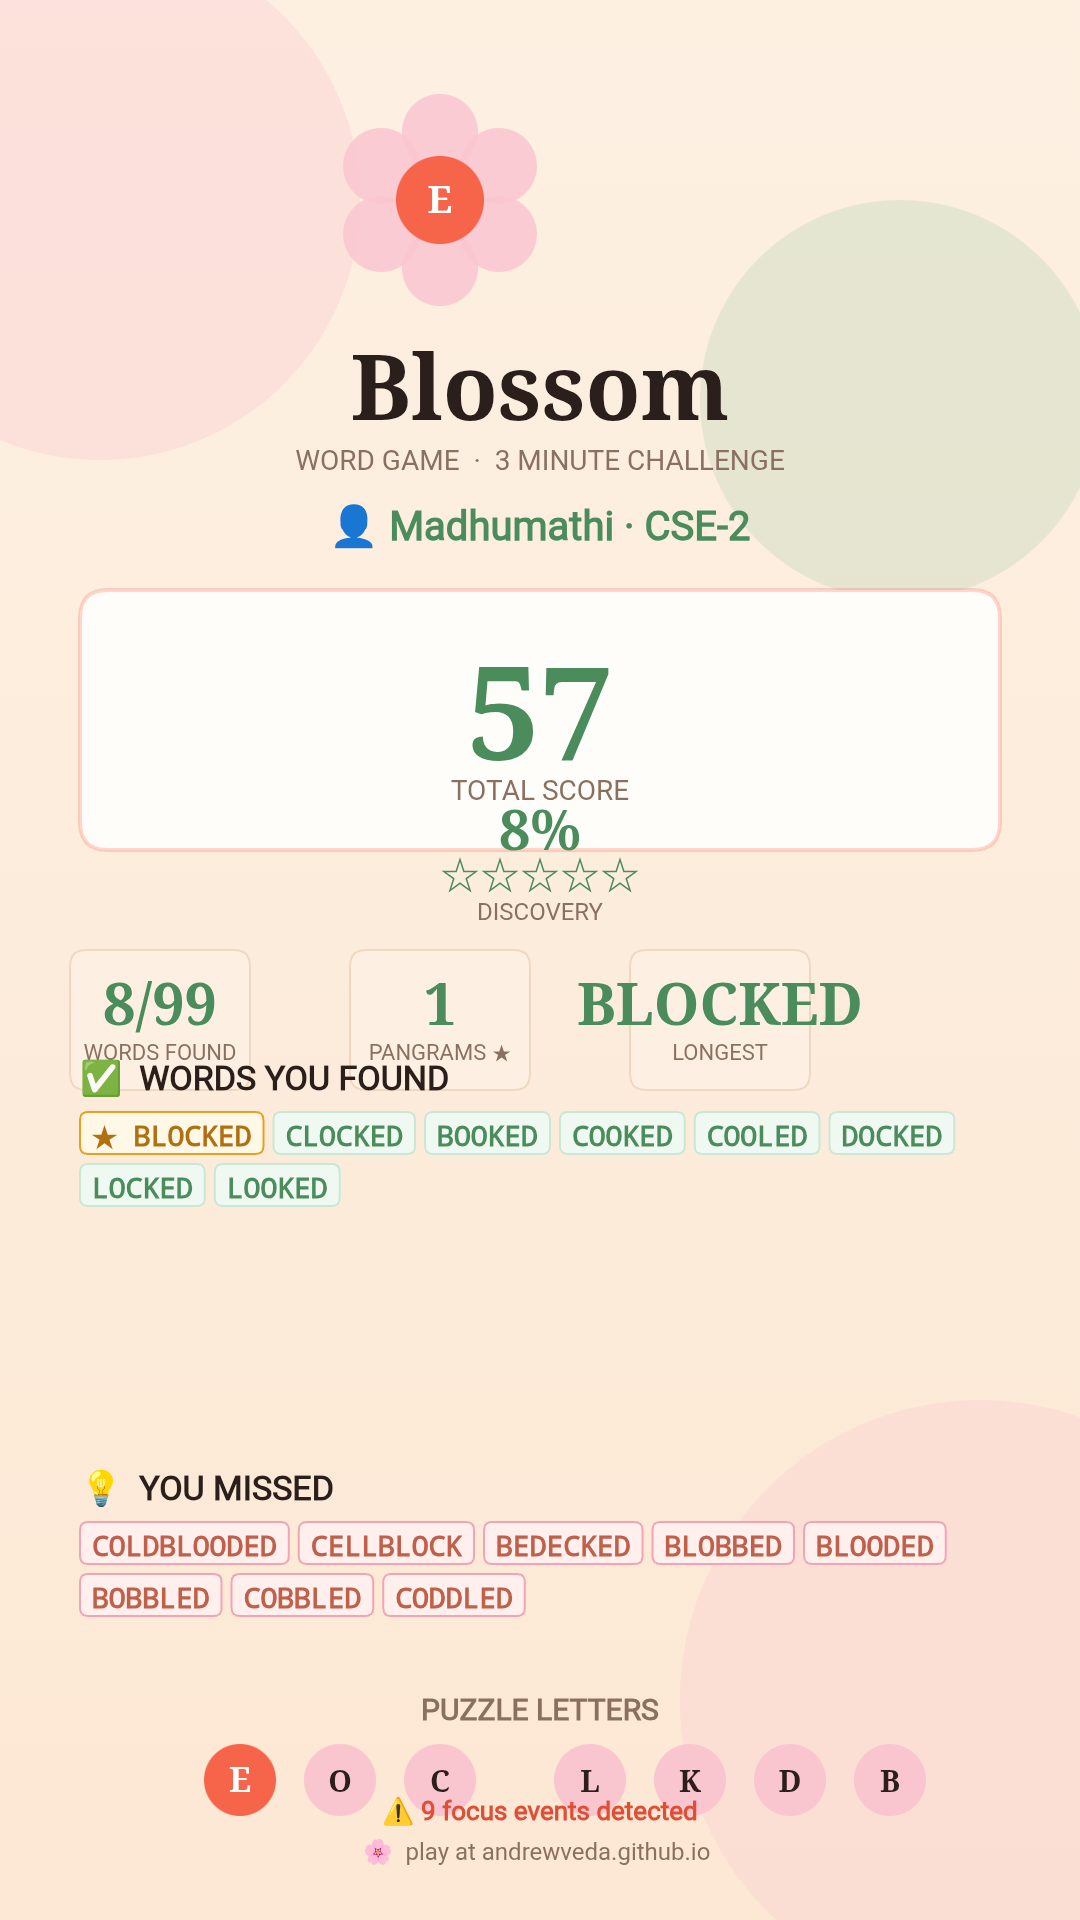 E
Blossom
WORD GAME · 3 MINUTE CHALLENGE
👤 Madhumathi · CSE-2
57
TOTAL SCORE
8%
☆☆☆☆☆
DISCOVERY
8/99 1 BLOCKED
WORDS FOUND PANGRAMS ★ LONGEST
✅ WORDS YOU FOUND
★ BLOCKED CLOCKED BOOKED COOKED COOLED DOCKED
LOCKED LOOKED
💡 YOU MISSED
COLDBLOODED CELLBLOCK BEDECKED BLOBBED BLOODED
BOBBLED COBBLED CODDLED
PUZZLE LETTERS
E O C L K D B
⚠️ 9 focus events detected
🌸 play at andrewveda.github.io